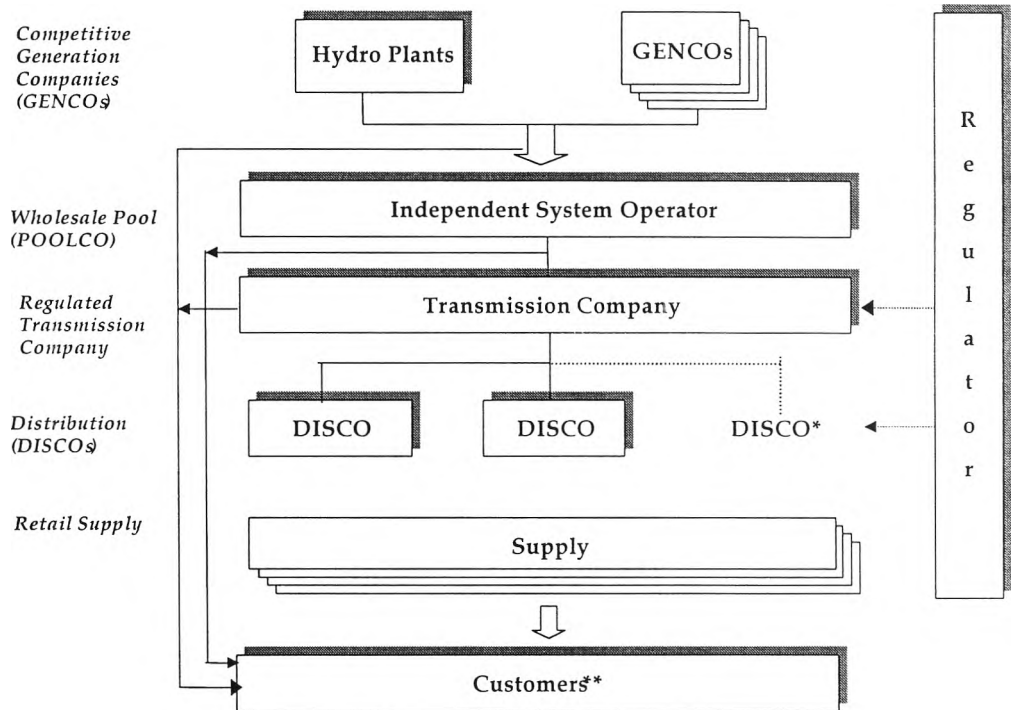 Competitive
Generation
Companies
(GENCOs)
Hydro Plants
GENCOs
Regulator
Wholesale Pool
(POOLCO)
Independent System Operator
Regulated
Transmission
Company
Transmission Company
Distribution
(DISCOs)
DISCO
DISCO
DISCO*
Retail Supply
Supply
Customers**